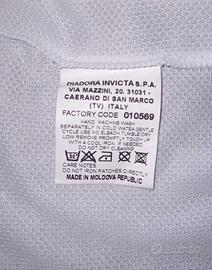 DIADORA INVICTA S.P.A.
VIA MAZZINI, 20. 31031 -
CAERANO DI SAN MARCO
(TV) ITALY
FACTORY CODE 010569
HAND MACHINE WASH
SEPARATELY IN COLD WATER GENTLE
CYCLE USE NO BLEACH TUMBLE DRY
LOW REMOVE PROMPTLY TOUCH UP
WITH A COOL IRON IF NEEDED
DO NOT DRY CLEANING
CARE
NOTE:
DO NOT IRON PATCHES DIRECTLY
MADE IN MOLDOVA REPUBLIC